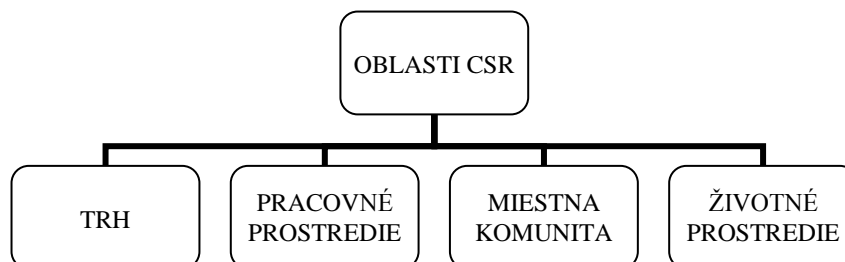 OBLASTI CSR
TRH
PRACOVNÉ
PROSTREDIE
MIESTNA
KOMUNITA
ŽIVOTNÉ
PROSTREDIE